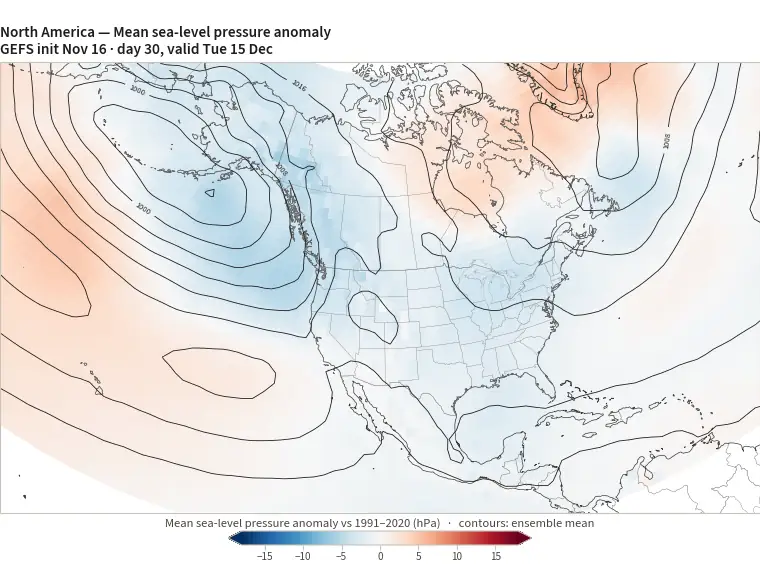 North America — Mean sea-level pressure anomaly
GEFS init Nov 16 · day 30, valid Tue 15 Dec
1000
1016
1008
1008
1000
Mean sea-level pressure anomaly vs 1991–2020 (hPa) · contours: ensemble mean
−15 −10 −5 0 5 10 15